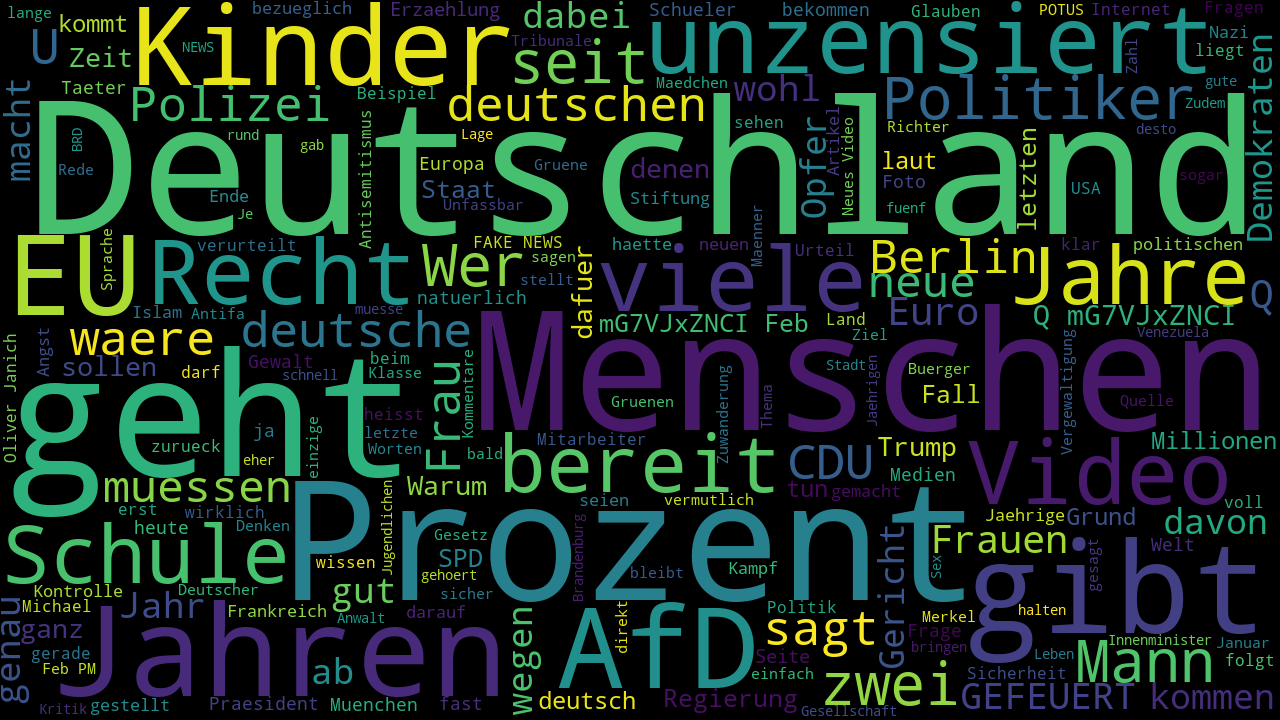 lange
kommt
bezueglich
Erzaehlung
dabei
Schueler
bekommen
Glauben
POTUS
Internet
Fragen
U
Zeit
NEWS
Kinder
Tribunale
seit
unzensiert
Zahl
Nazi
liegt
macht
Taeter
Polizei
Beispiel
deutschen
Maedchen
wohl
Politiker
Zudem
gute
Demokraten
BRD
Deutschland
rund
gab
Antisemitismus
Lage
sehen
Opfer
Artikel
Neues Video
Richter
desto
Rede
Europa
Gruene
denen
laut
letzten
Foto
USA
sogar
Ende
Je
Staat
Unfassbar
Stiftung
fuenf
EU
Sprache
Recht
verurteilt
Wer
FAKE NEWS
sagen
dafuer
haette
neuen
Maenner
Urteil
Berlin
klar
politischen
viele
neue
Jahre
Q
natuerlich
stellt
Islam
Antifa
muesse
mG7VJxZNCI Feb
Land
Euro
Q mG7VJxZNCI
Oliver Janich
Angst
waere
deutsche
Ziel
Venezuela
sollen
Gewalt
beim
Frau
Kommentare
Menschen
Stadt
Jaehrigen
Buerger
Vergewaltigung
darf
schnell
Klasse
Zuwanderung
Thema
Fall
Quelle
geht
heisst
Gruenen
ja
letzte
einzige
zurueck
Worten
Mitarbeiter
Trump
Millionen
eher
bald
bereit
CDU
Medien
Video
voll
muessen
Warum
seien
vermutlich
tun
gemacht
erst
wirklich
Jugendlichen
Prozent
Jaehrige
Grund
davon
Schule
heute
Denken
Gesetz
Brandenburg
Gericht
Frauen
gesagt
Welt
wissen
SPD
gehoert
bleibt
Kampf
Sex
gibt
Kontrolle
Deutscher
gut
sicher
genau
Michael
Jahr
Frankreich
darauf
wegen
Politik
Merkel
halten
ganz
Anwalt
AfD
direkt
sagt
Frage
bringen
Innenminister
Januar
gerade
Jahren
Seite
Mann
folgt
Feb PM
ab
einfach
zwei
Sicherheit
Leben
Kritik
gestellt
Praesident
Muenchen
fast
deutsch
Regierung
Gesellschaft
GEFEUERT
kommen